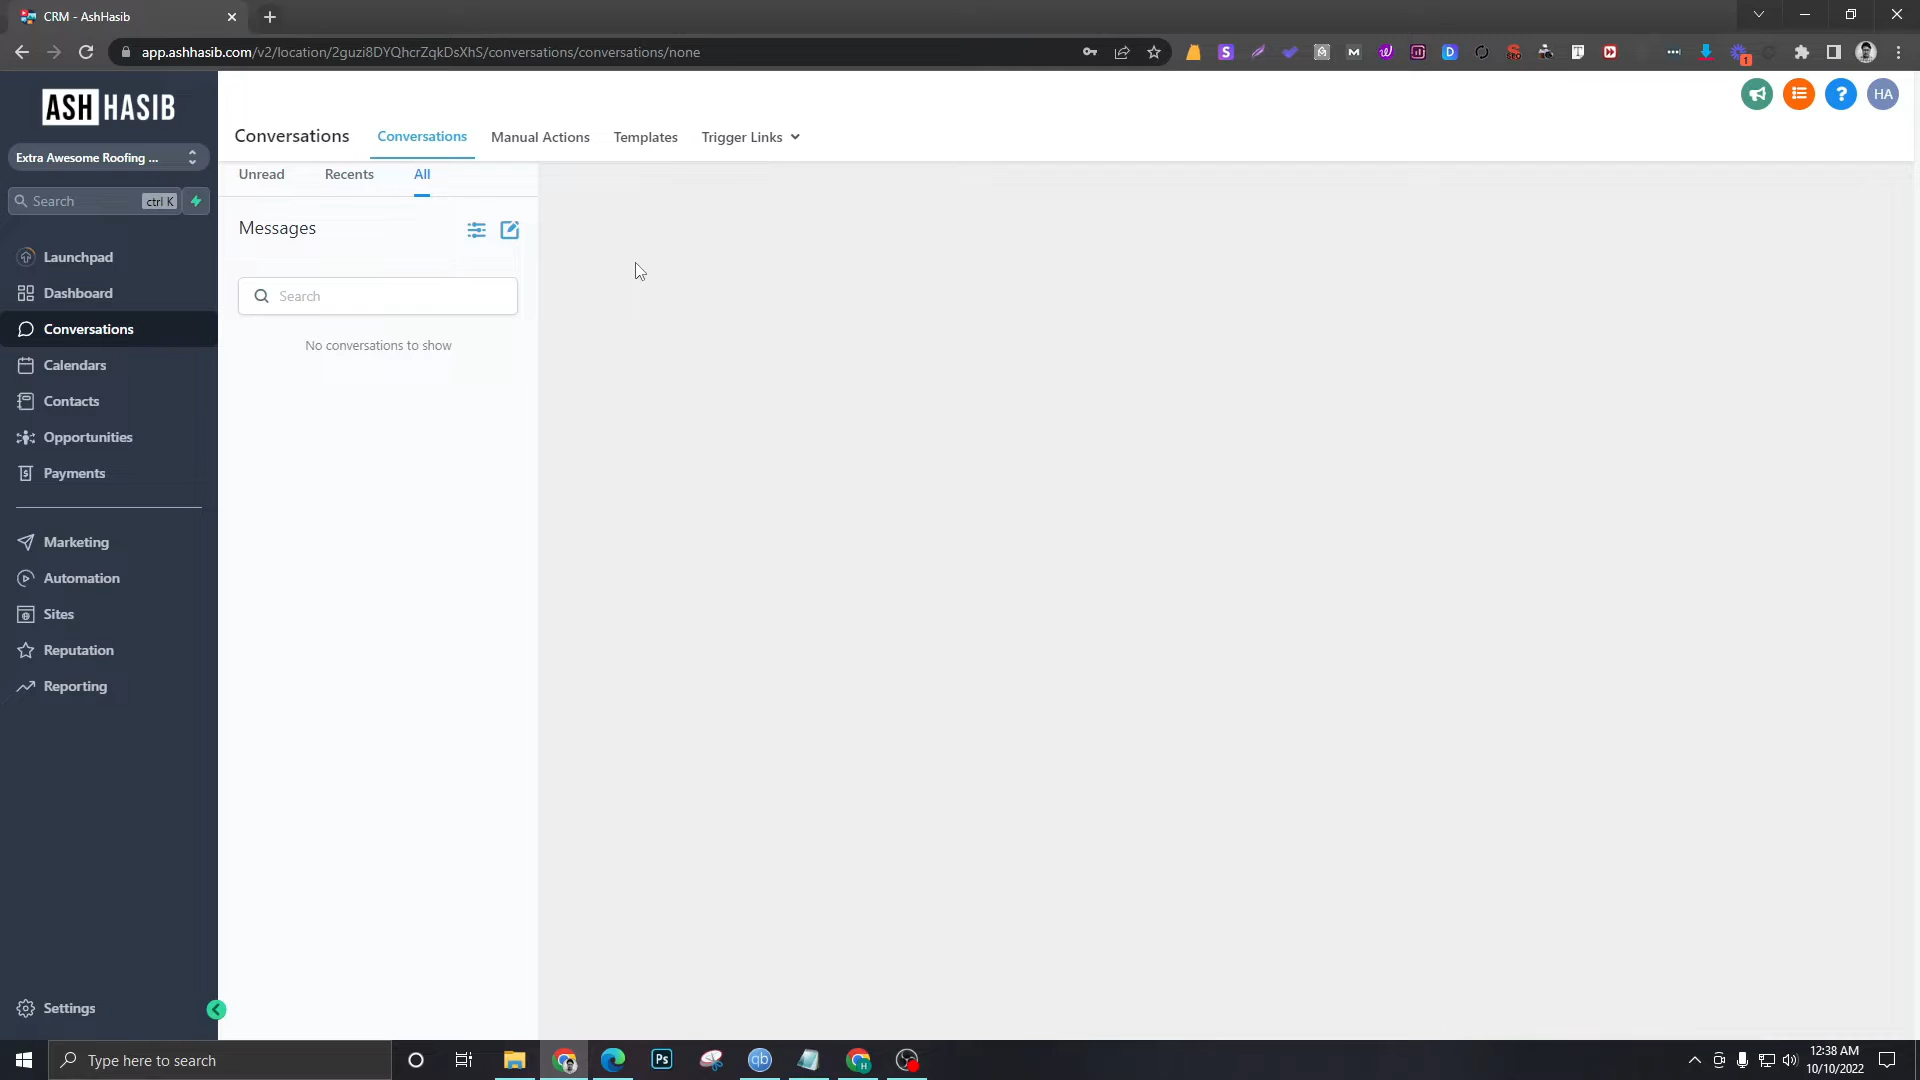 CRM - AshHasib
app.ashhasib.com/v2/location/2guzi8DYQhcrZqkDsXhS/conversations/conversations/none
ASH HASIB
HA
Conversations
Conversations
Manual Actions
Templates
Trigger Links
Extra Awesome Roofing ...
Unread
Recents
All
Search
ctrl K
Messages
Launchpad
Dashboard
Search
Conversations
No conversations to show
Calendars
Contacts
Opportunities
Payments
Marketing
Automation
Sites
Reputation
Reporting
Settings
Type here to search
Ps
qb
12:38 AM
10/10/2022